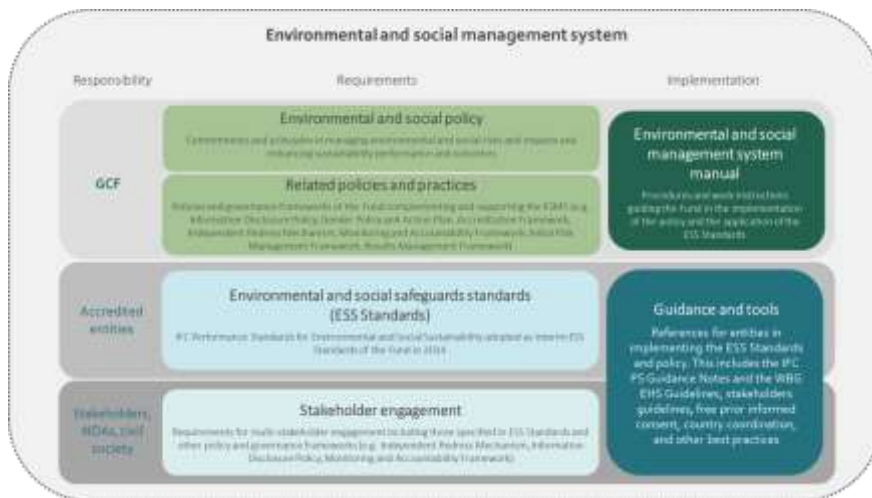 Environmental and social management system
Responsibility
Requirements
Implementation
GCF
Environmental and social policy
Commitments and principles in managing environmental and social risks and impacts and
enhancing sustainability performance and outcomes
Related policies and practices
Policies and governance frameworks of the Fund complementing and supporting the ESMS (e.g.
Information Disclosure Policy, Gender Policy and Action Plan, Accreditation Framework,
Independent Redress Mechanism, Monitoring and Accountability Framework, Initial Risk
Management Framework, Results Management Framework)
Environmental and social
management system
manual
Procedures and work instructions
guiding the Fund in the implementation
of the policy and the application of the
ESS Standards
Accredited
entities
Environmental and social safeguards standards
(ESS Standards)
IFC Performance Standards for Environmental and Social Sustainability adopted as Interim ESS
Standards of the Fund in 2014
Stakeholders,
NDAs, civil
society
Stakeholder engagement
Requirements for multi-stakeholder engagement including those specified in ESS Standards and
other policy and governance frameworks (e.g. Independent Redress Mechanism, Information
Disclosure Policy, Monitoring and Accountability Framework)
Guidance and tools
References for entities in
implementing the ESS Standards
and policy. This includes the IFC
PS Guidance Notes and the WBG
EHS Guidelines, stakeholders
guidelines, free prior informed
consent, country coordination,
and other best practices